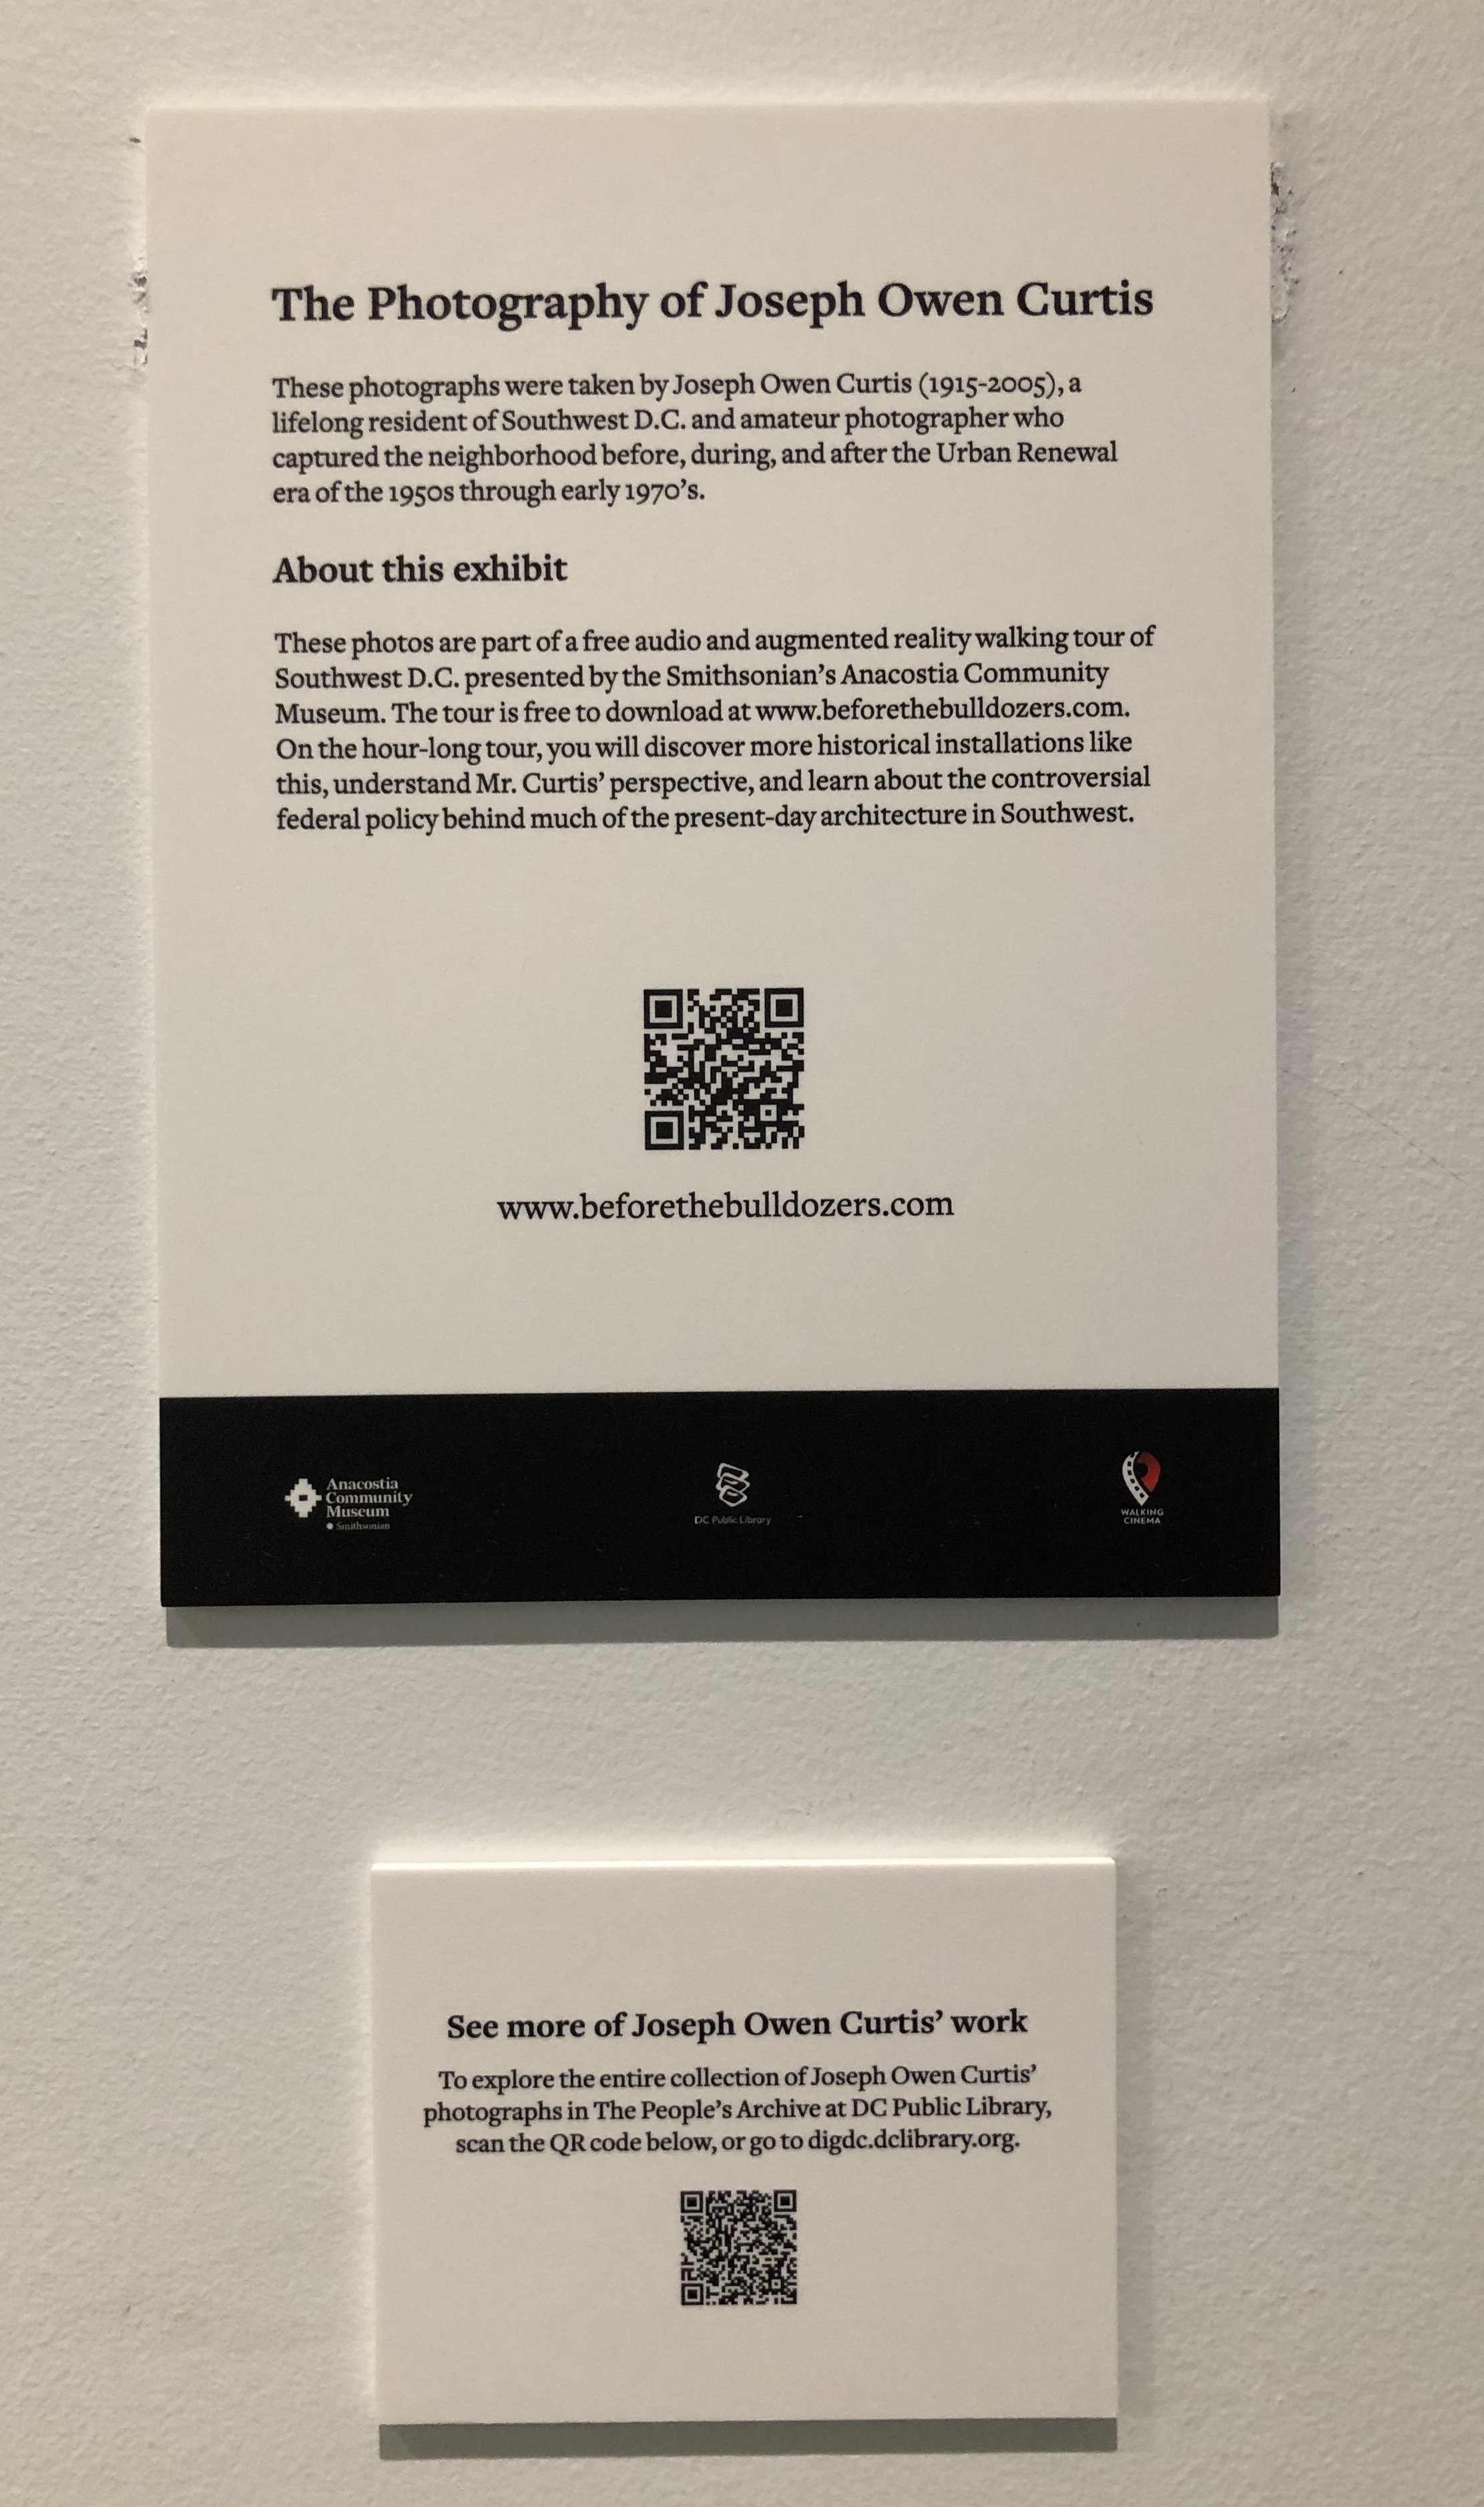 The Photography of Joseph Owen Curtis
These photographs were taken by Joseph Owen Curtis (1915-2005), a
lifelong resident of Southwest D.C. and amateur photographer who
captured the neighborhood before, during, and after the Urban Renewal
era of the 1950s through early 1970's.
About this exhibit
These photos are part of a free audio and augmented reality walking tour of
Southwest D.C. presented by the Smithsonian's Anacostia Community
Museum. The tour is free to download at www.beforethebulldozers.com.
On the hour-long tour, you will discover more historical installations like
this, understand Mr. Curtis' perspective, and learn about the controversial
federal policy behind much of the present-day architecture in Southwest.
www.beforethebulldozers.com
Anacostia
Community
Museum
Smithsonian
DC Public Library
WALKING
CINEMA
See more of Joseph Owen Curtis' work
To explore the entire collection of Joseph Owen Curtis'
photographs in The People's Archive at DC Public Library,
scan the QR code below, or go to digdc.dclibrary.org.